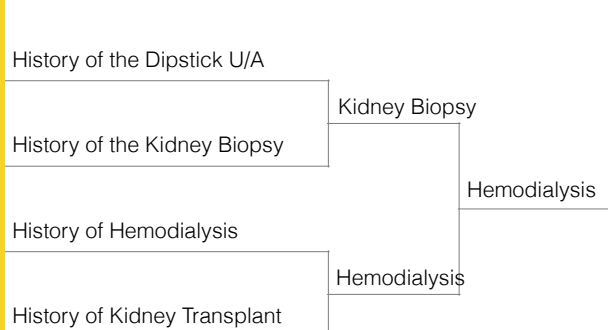 History of the Dipstick U/A
Kidney Biopsy
History of the Kidney Biopsy
Hemodialysis
History of Hemodialysis
Hemodialysis
History of Kidney Transplant